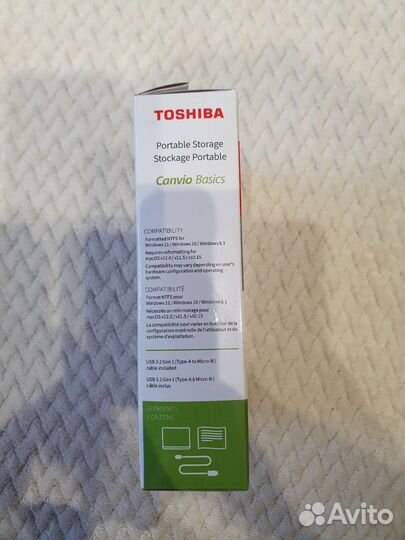 TOSHIBA
Portable Storage
Stockage Portable
Canvio Basics
COMPATIBILITY
Formatted NTFS for
Windows 11 / Windows 10 / Windows 8.1
Requires reformatting for
macOS v12.0 / v11.5 / v10.15
Compatibility may vary depending on user's
hardware configuration and operating
system.
COMPATIBILITÉ
Format NTFS pour
Windows 11 / Windows 10 / Windows 8.1
Nécessite un reformatage pour
macOS v12.0 / v11.5 / v10.15
La compatibilité peut varier en fonction de la
configuration matérielle de l'utilisateur et du
système d'exploitation.
USB 3.2 Gen 1 (Type-A to Micro-B)
cable included
USB 3.2 Gen 1 (Type-A à Micro-B)
câble inclus
CONTENTS
CONTENU
Avito